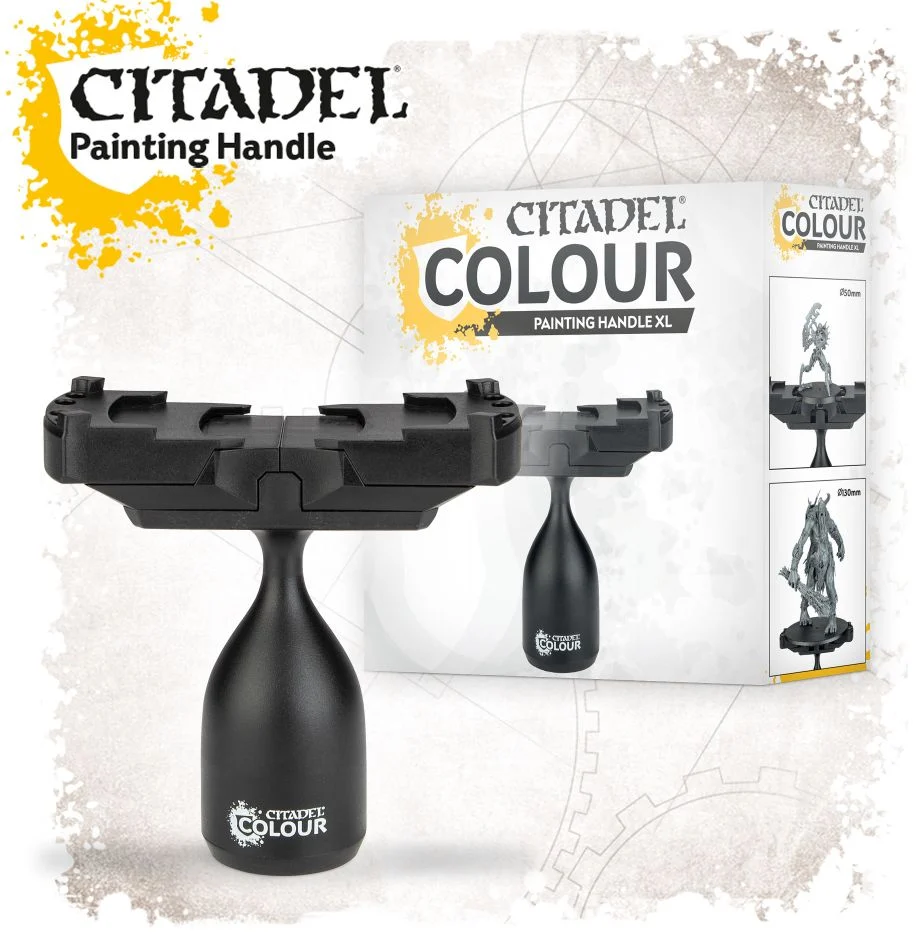 CITADEL®
Painting Handle
CITADEL®
COLOUR
PAINTING HANDLE XL
CITADEL
COLOUR
PAINTING HANDLE XL
Ø50mm
Ø130mm
CITADEL
COLOUR
CITADEL
COLOUR